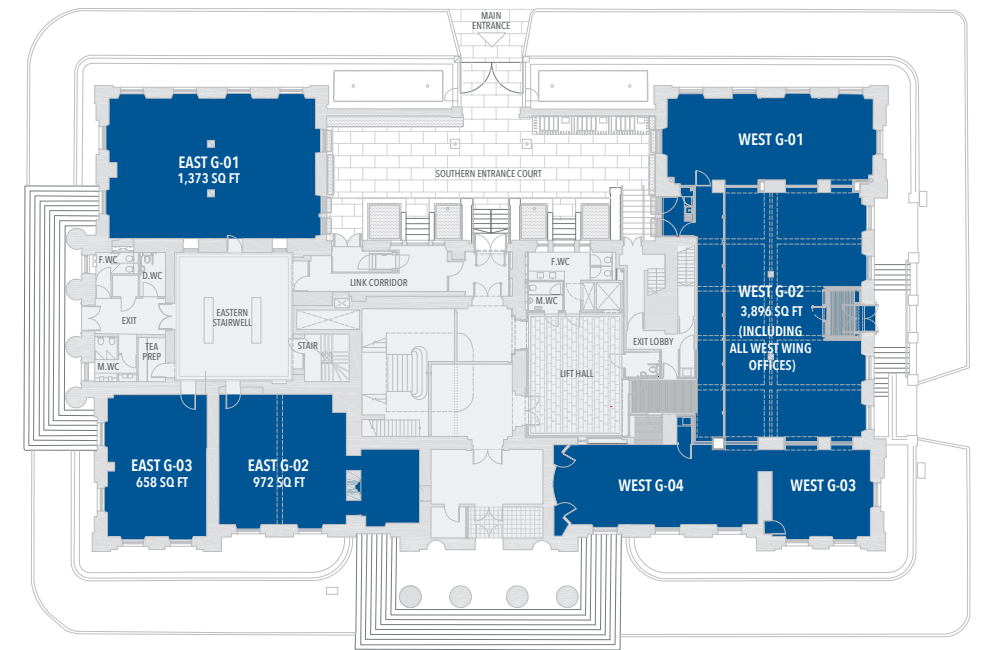 MAIN
ENTRANCE
EAST G-01
1,373 SQ FT
WEST G-01
SOUTHERN ENTRANCE COURT
F.WC
D.WC
LINK CORRIDOR
F.WC
M.WC
EXIT
EASTERN
STAIRWELL
WEST G-02
3,896 SQ FT
(INCLUDING
ALL WEST WING
OFFICES)
TEA
PREP
M.WC
STAIR
EXIT LOBBY
LIFT HALL
EAST G-03
658 SQ FT
EAST G-02
972 SQ FT
WEST G-04
WEST G-03